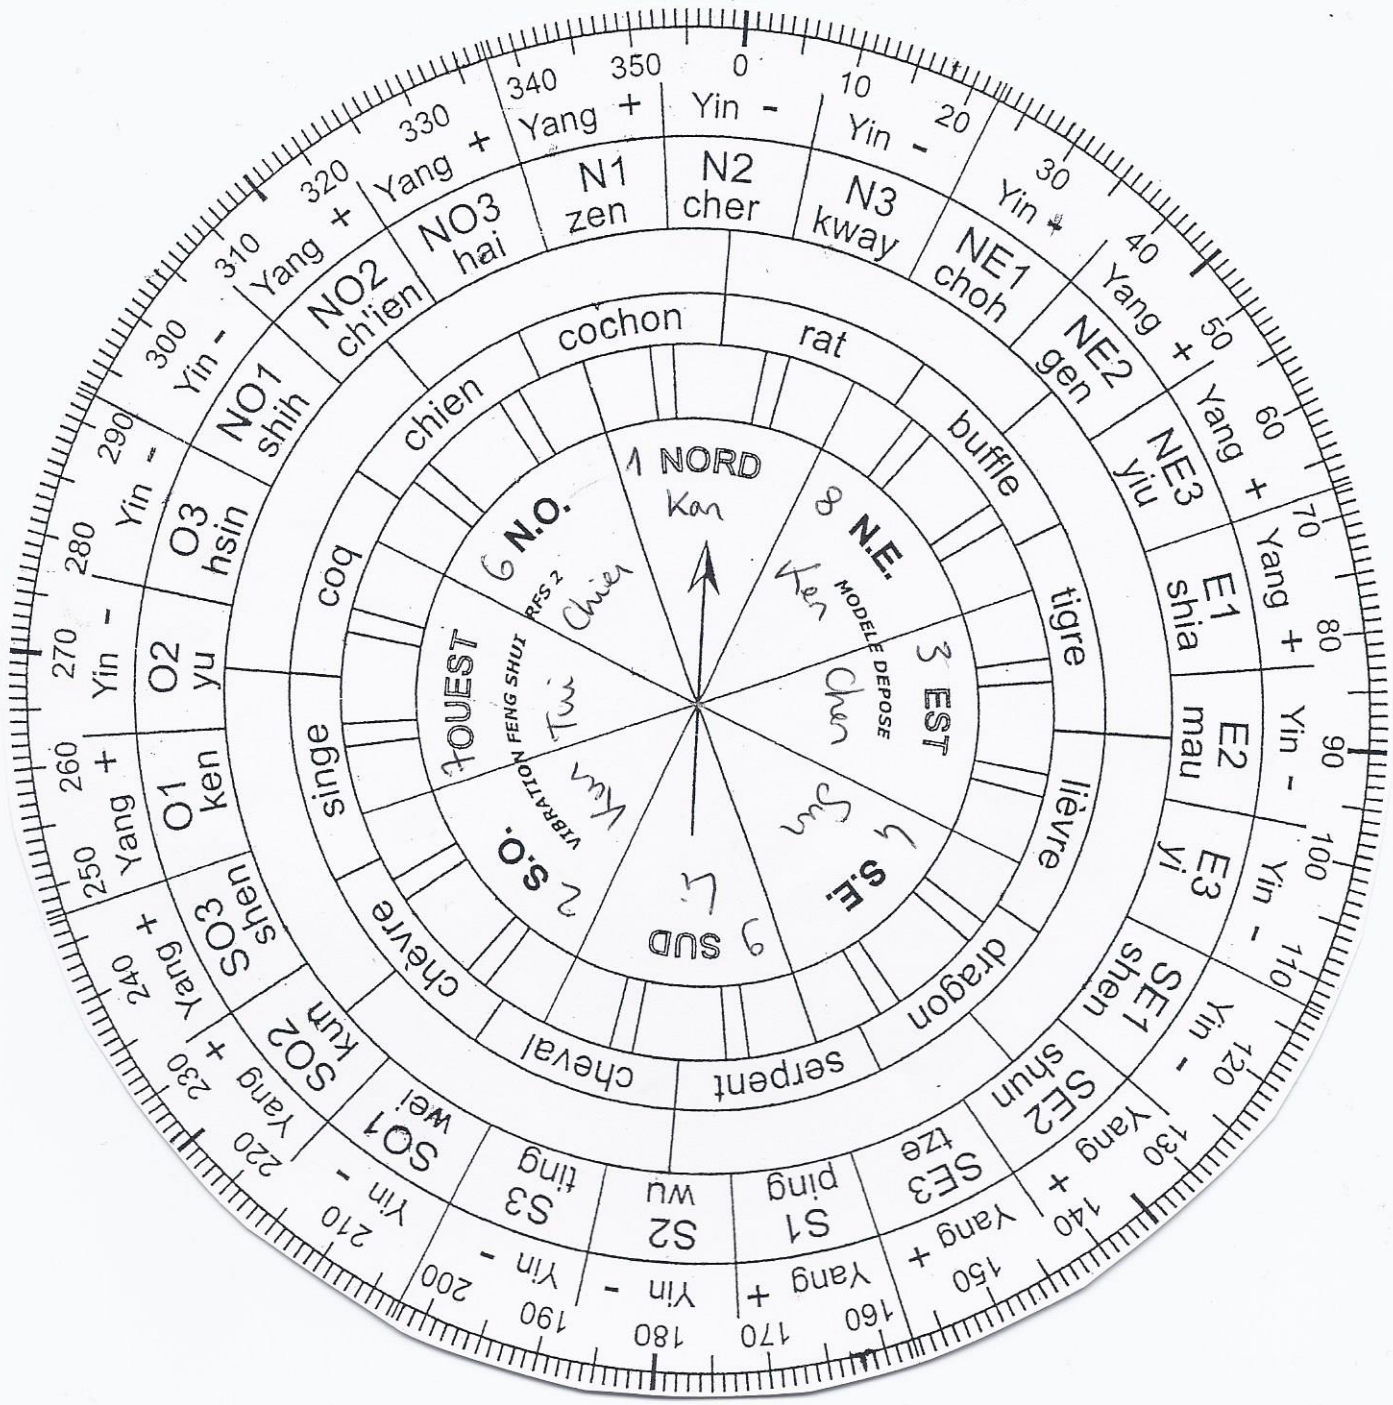 0
10
20
30
40
50
60
70
80
90
100
110
120
130
140
150
160
170
180
190
200
210
220
230
240
250
260
270
280
290
300
310
320
330
340
350
Yin -
Yin -
Yin +
Yang +
Yang +
Yang +
Yin -
Yin -
Yin -
Yang +
Yang +
Yang +
Yin -
Yin -
Yin -
Yang +
Yang +
Yang +
Yin -
Yin -
Yin -
Yang +
Yang +
Yang +
N2
cher
N3
kway
NE1
choh
NE2
gen
NE3
yiu
E1
shia
E2
mau
E3
yi
SE1
shen
SE2
shun
SE3
tze
S1
ping
S2
wu
S3
ting
SO1
wei
SO2
kun
SO3
shen
O1
ken
O2
yu
O3
hsin
NO1
shih
NO2
ch'ien
NO3
hai
N1
zen
rat
buffle
tigre
lièvre
dragon
serpent
cheval
chèvre
singe
coq
chien
cochon
1 NORD
Kan
8 N.E.
Ken
3 EST
Chen
4 S.E.
Sun
9 SUD
Li
2 S.O.
Kun
7 OUEST
Tui
6 N.O.
Chien
MODELE DEPOSE
VIBRATION FENG SHUI RFS 2